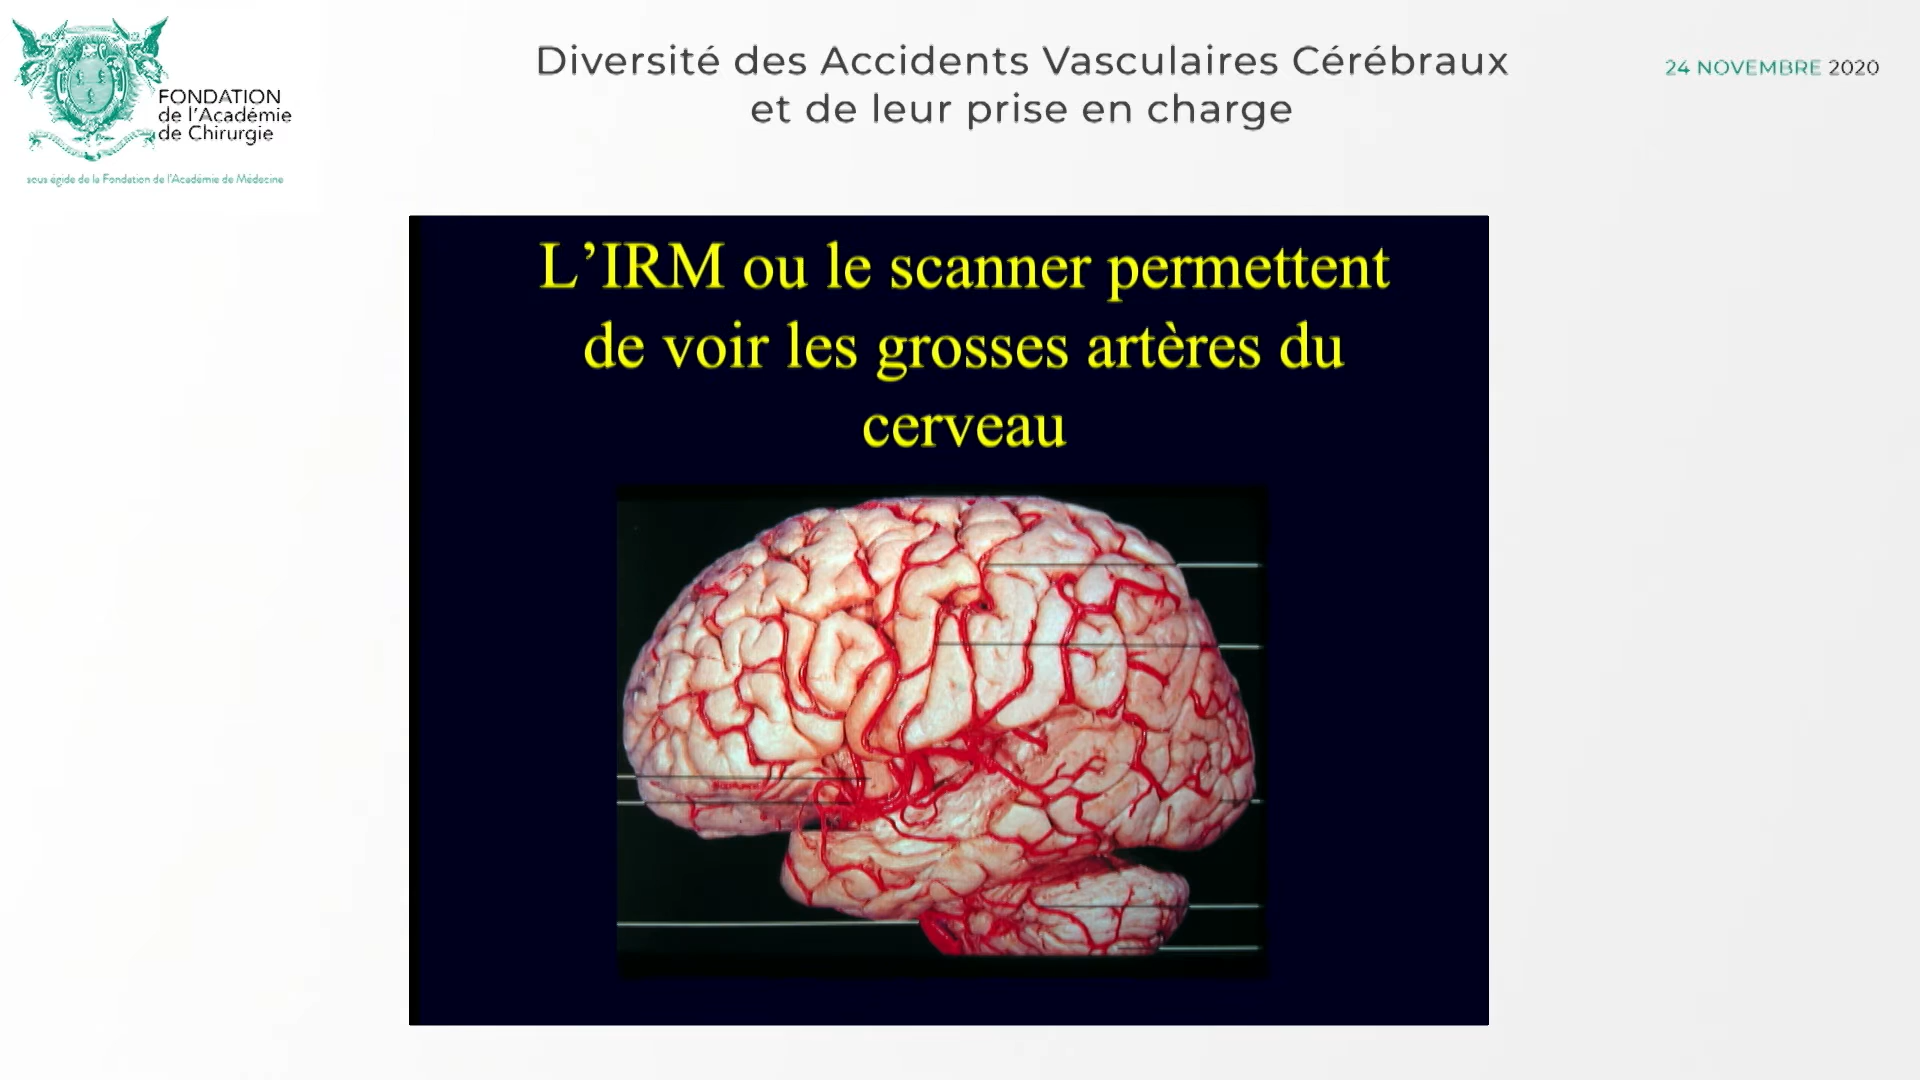 FONDATION
de l'Académie
de Chirurgie
sous égide de la Fondation de l'Académie de Médecine
Diversité des Accidents Vasculaires Cérébraux
et de leur prise en charge
24 NOVEMBRE 2020
L’IRM ou le scanner permettent
de voir les grosses artères du
cerveau